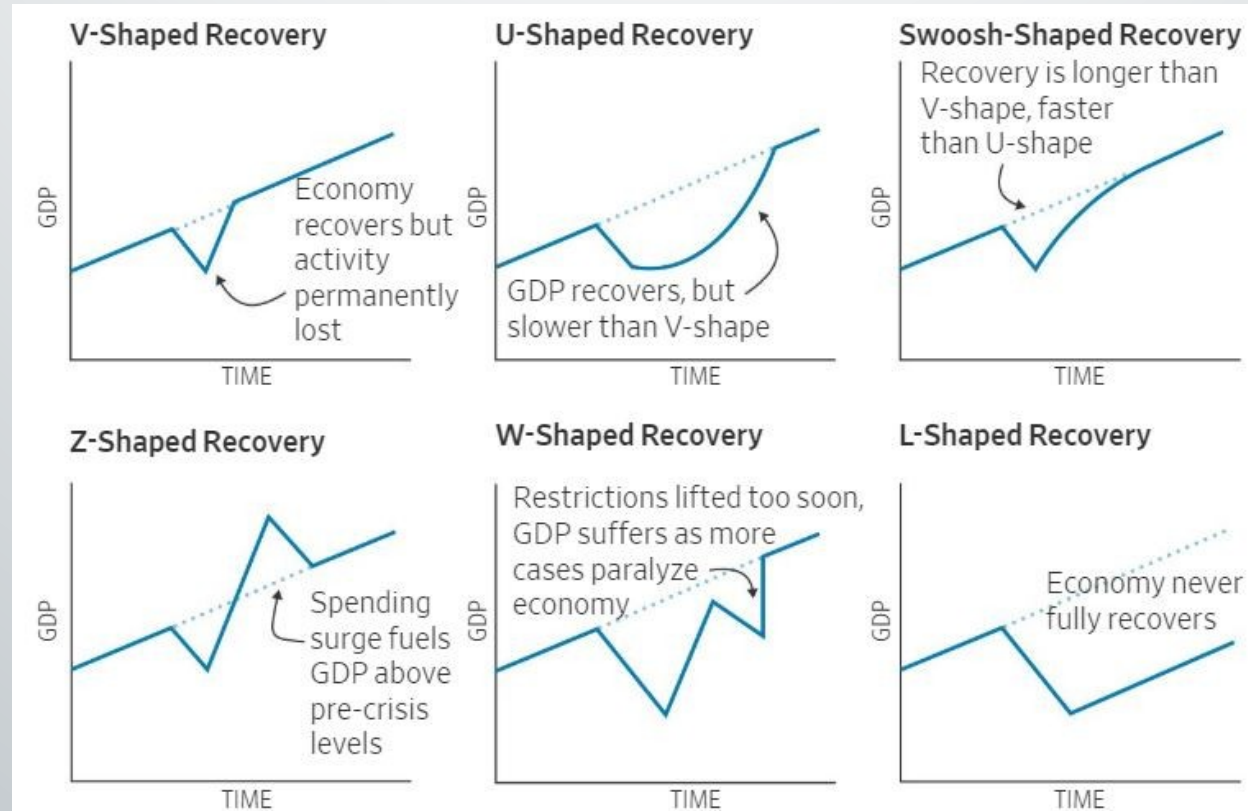 V-Shaped Recovery
GDP
Economy
recovers but
activity
permanently
lost
TIME
U-Shaped Recovery
GDP
GDP recovers, but
slower than V-shape
TIME
Swoosh-Shaped Recovery
Recovery is longer than
V-shape, faster
than U-shape
GDP
TIME
Z-Shaped Recovery
GDP
Spending
surge fuels
GDP above
pre-crisis
levels
TIME
W-Shaped Recovery
Restrictions lifted too soon,
GDP suffers as more
cases paralyze
economy
GDP
TIME
L-Shaped Recovery
Economy never
fully recovers
GDP
TIME